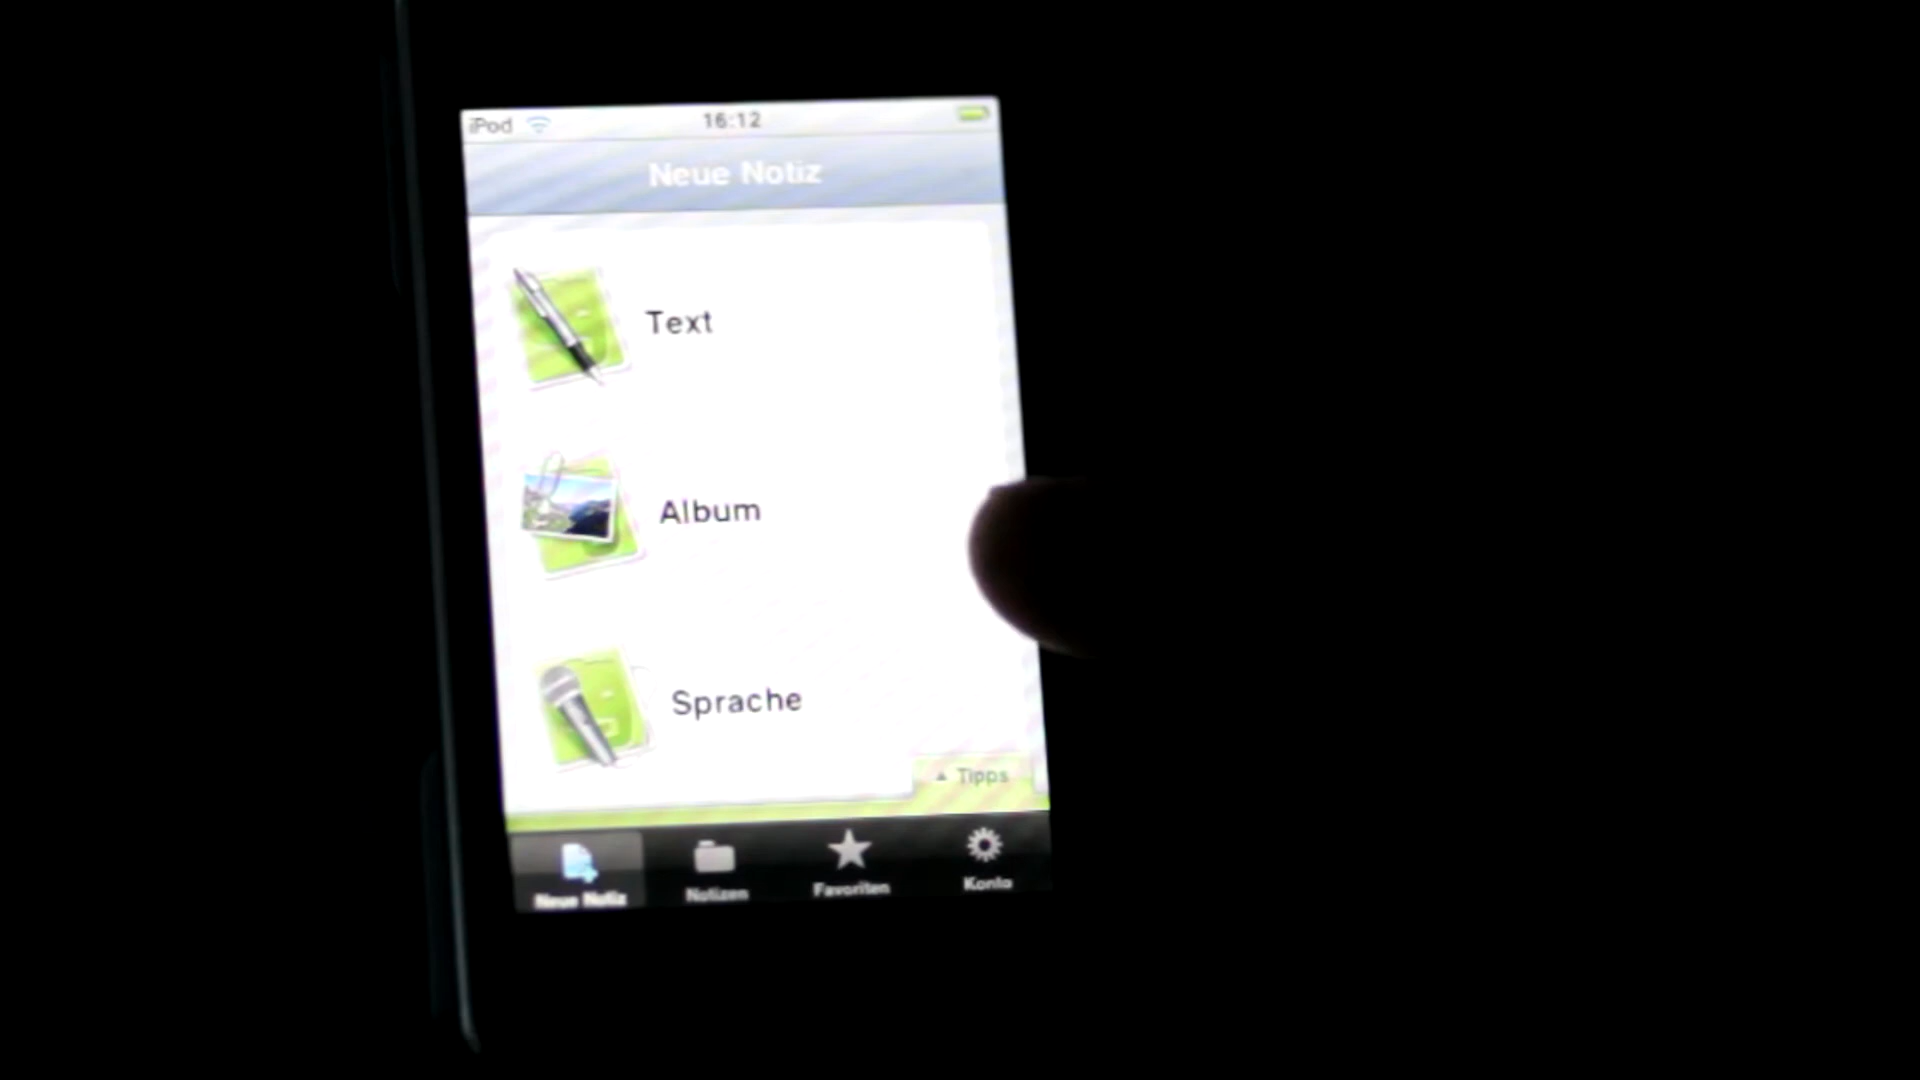 iPod 16:12
Neue Notiz
Text
Album
Sprache
Tipps
Neue Notiz Notizen Favoriten Konto